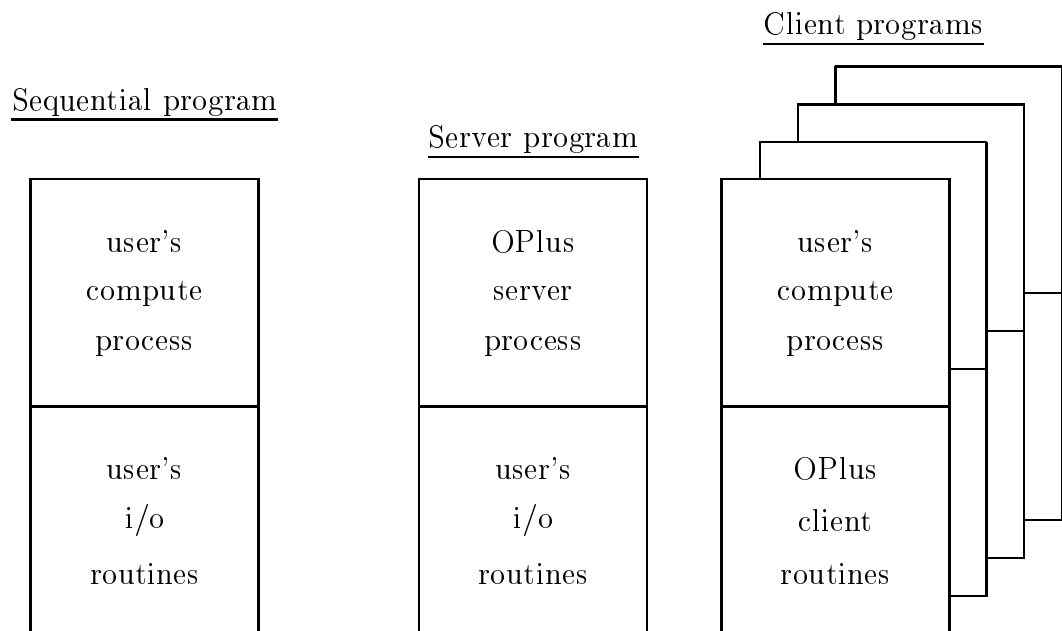 Client programs
Sequential program
Server program
user's
compute
process
user's
i/o
routines
OPlus
server
process
user's
i/o
routines
user's
compute
process
OPlus
client
routines